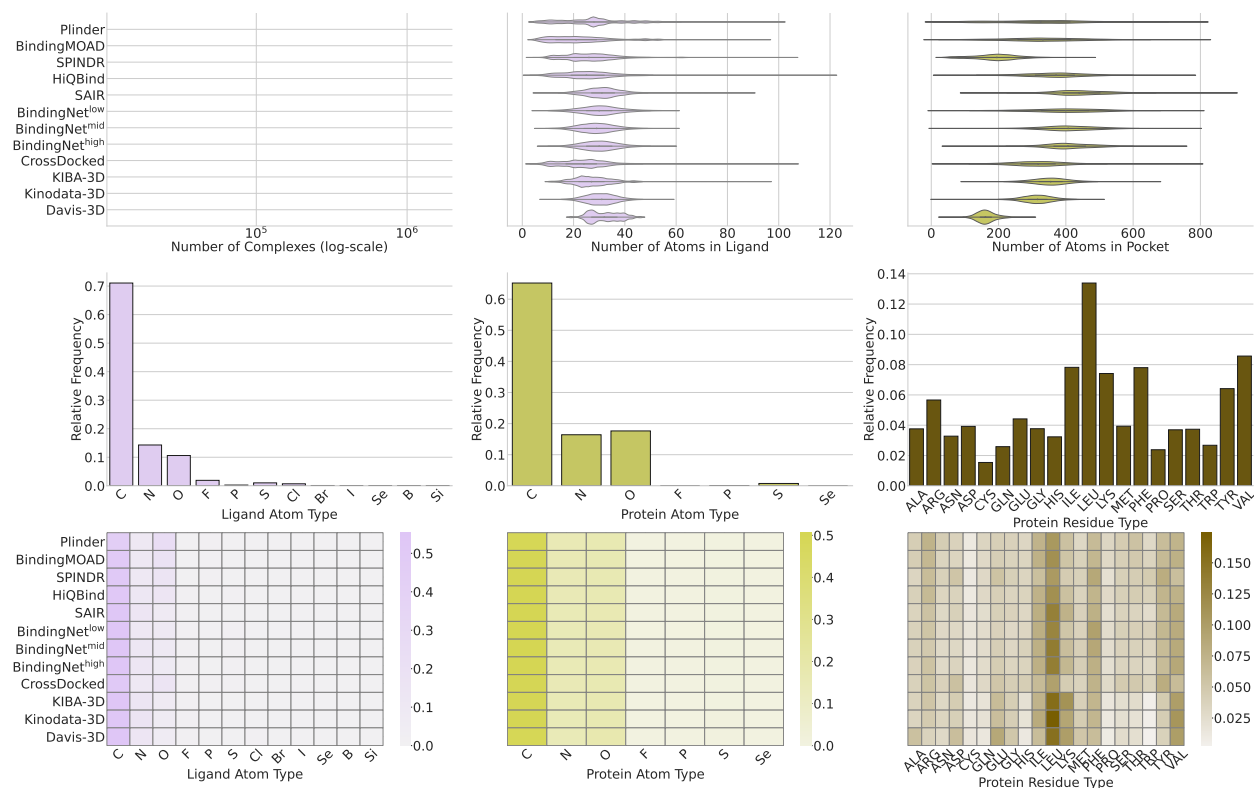 Plinder
BindingMOAD
SPINDR
HiQBind
SAIR
BindingNet^low
BindingNet^mid
BindingNet^high
CrossDocked
KIBA-3D
Kinodata-3D
Davis-3D
10^5 10^6
Number of Complexes (log-scale)
0 20 40 60 80 100 120
Number of Atoms in Ligand
0 200 400 600 800
Number of Atoms in Pocket
Relative Frequency
0.7
0.6
0.5
0.4
0.3
0.2
0.1
0.0
C N O F P S Cl Br I Se B Si
Ligand Atom Type
Relative Frequency
0.6
0.5
0.4
0.3
0.2
0.1
0.0
C N O F P S Se
Protein Atom Type
Relative Frequency
0.14
0.12
0.10
0.08
0.06
0.04
0.02
0.00
ALA ARG ASN ASP CYS GLN GLU GLY HIS ILE LEU LYS MET PHE PRO SER THR TRP TYR VAL
Protein Residue Type
Plinder
BindingMOAD
SPINDR
HiQBind
SAIR
BindingNet^low
BindingNet^mid
BindingNet^high
CrossDocked
KIBA-3D
Kinodata-3D
Davis-3D
C N O F P S Cl Br I Se B Si
Ligand Atom Type
0.5
0.4
0.3
0.2
0.1
0.0
C N O F P S Se
Protein Atom Type
0.5
0.4
0.3
0.2
0.1
0.0
ALA ARG ASN ASP CYS GLN GLU GLY HIS ILE LEU LYS MET PHE PRO SER THR TRP TYR VAL
Protein Residue Type
0.150
0.125
0.100
0.075
0.050
0.025